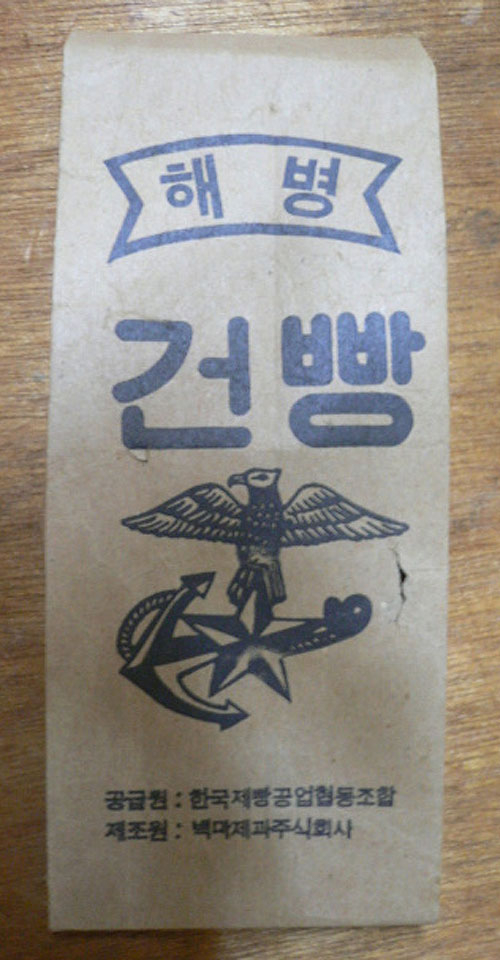 해병
건빵
공급원 : 한국제빵공업협동조합
제조원 : 백마제과주식회사